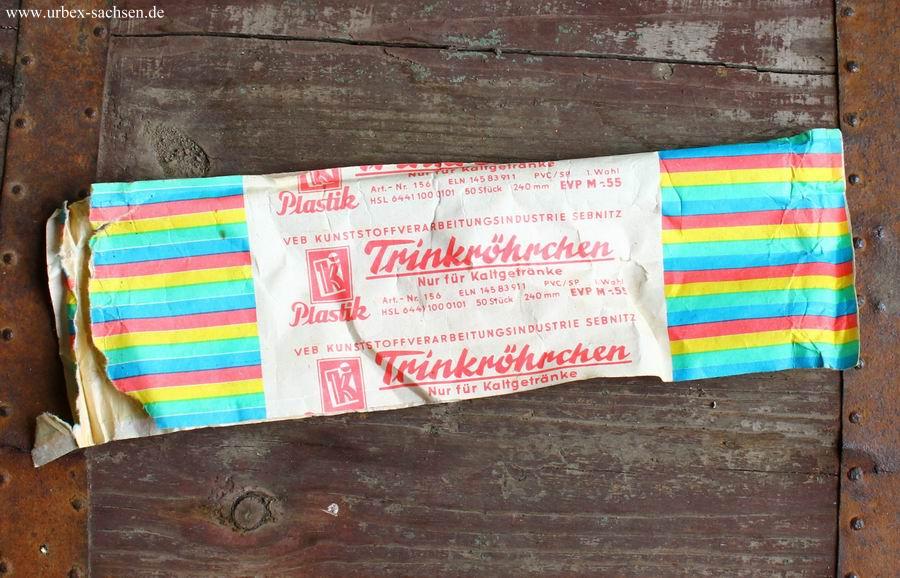 www.urbex-sachsen.de
Nur für Kaltgetränke
Plastik
Art.-Nr. 156 ELN 145 83 911 PVC/SP 1. Wahl
HSL 6441 100 0101 50 Stück 240 mm EVP M -.55
VEB KUNSTSTOFFVERARBEITUNGSINDUSTRIE SEBNITZ
Trinkröhrchen
Nur für Kaltgetränke
Plastik
Art.-Nr. 156 ELN 145 83 911 PVC/SP 1. Wahl
HSL 6441 100 0101 50 Stück 240 mm EVP M -.55
VEB KUNSTSTOFFVERARBEITUNGSINDUSTRIE SEBNITZ
Trinkröhrchen
Nur für Kaltgetränke